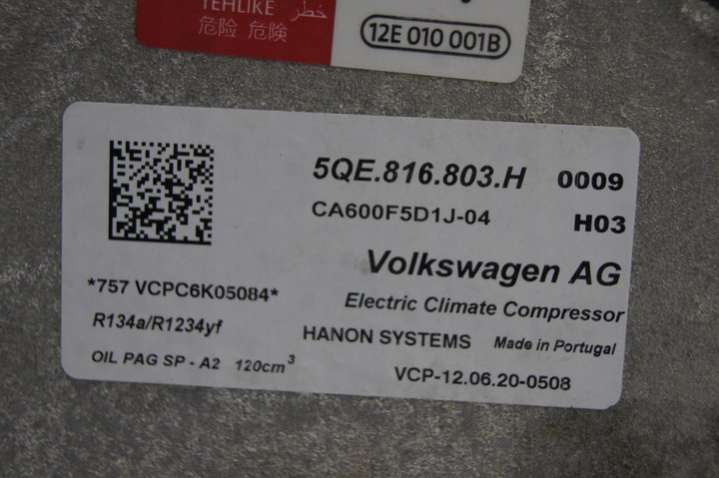 TEHLİKE خطر
危险 危険
12E 010 001B
5QE.816.803.H 0009
CA600F5D1J-04 H03
Volkswagen AG
*757 VCPC6K05084*
Electric Climate Compressor
R134a/R1234yf
HANON SYSTEMS Made in Portugal
OIL PAG SP - A2 120cm³
VCP-12.06.20-0508